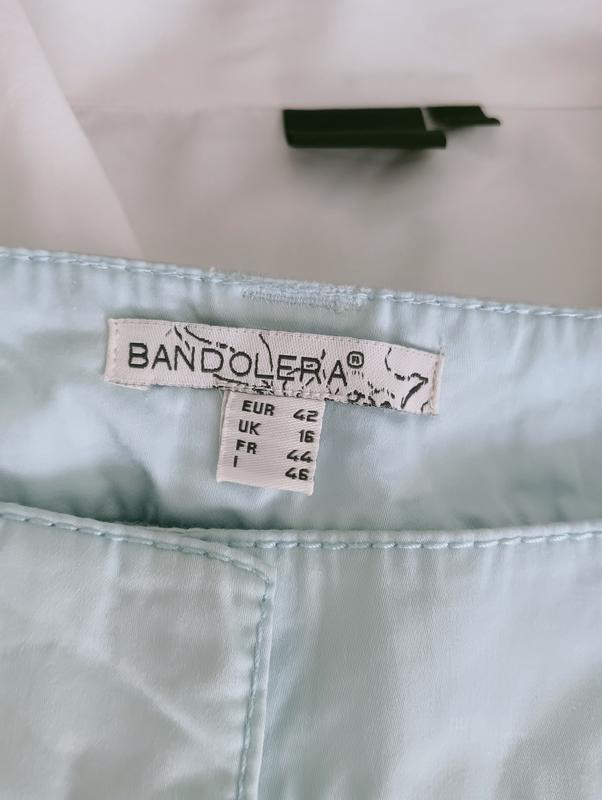 BANDOLERA®
EUR 42
UK 16
FR 44
I 46